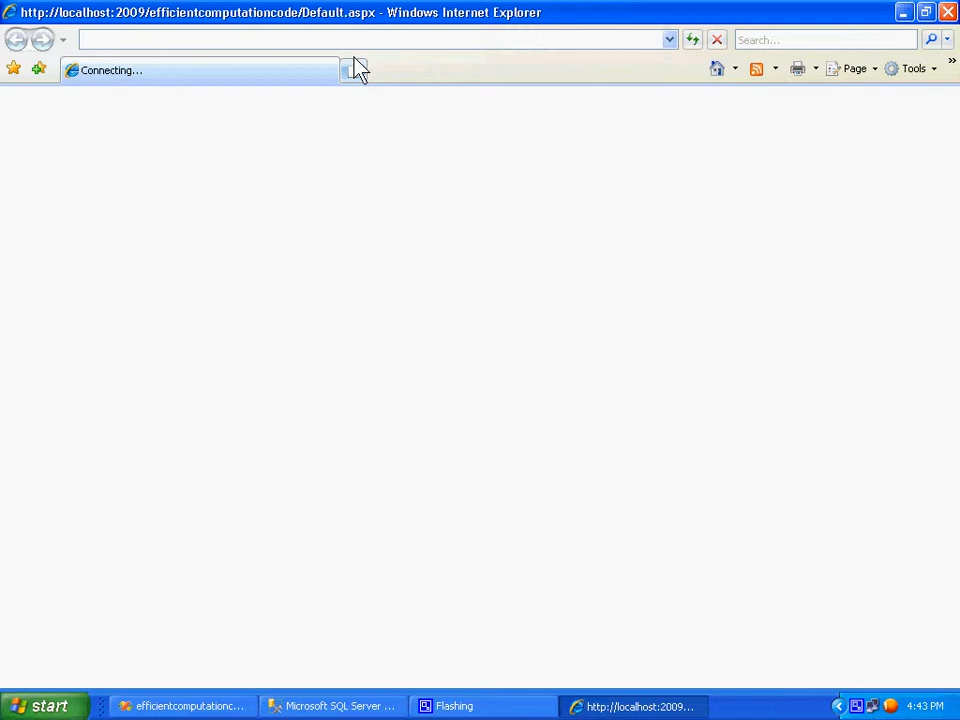 http://localhost:2009/efficientcomputationcode/Default.aspx - Windows Internet Explorer
Search...
Connecting...
Page
Tools
»
start
efficientcomputationc...
Microsoft SQL Server ...
Flashing
http://localhost:2009...
4:43 PM